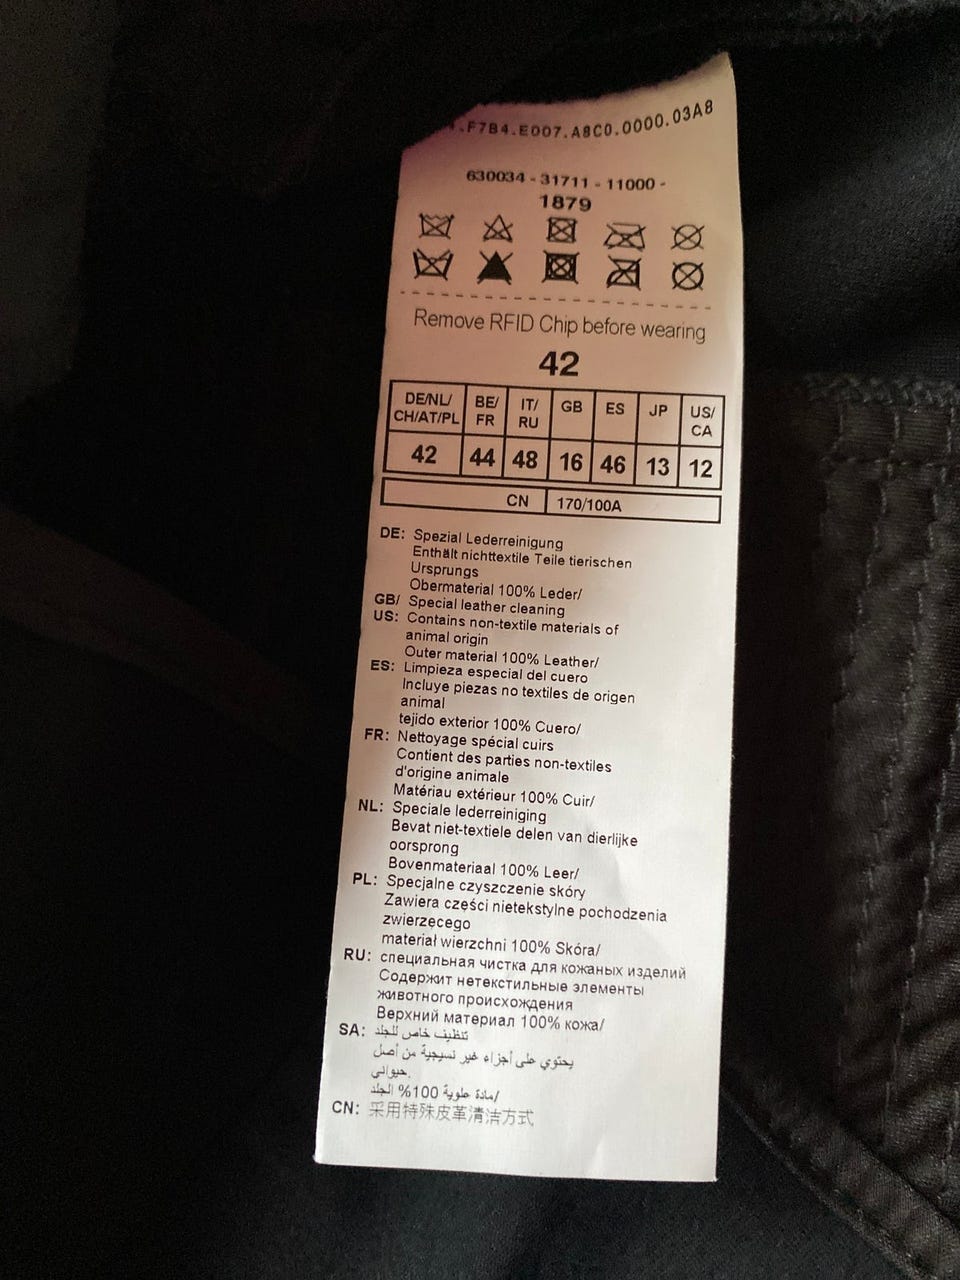 .F7B4.E007.A8C0.0000.03A8
630034 - 31711 - 11000 -
1879
Remove RFID Chip before wearing
42
DE/NL/ CH/AT/PL BE/ FR IT/ RU GB ES JP US/ CA
42 44 48 16 46 13 12
CN 170/100A
DE: Spezial Lederreinigung
Enthält nichttextile Teile tierischen
Ursprungs
Obermaterial 100% Leder/
GB/ Special leather cleaning
US: Contains non-textile materials of
animal origin
Outer material 100% Leather/
ES: Limpieza especial del cuero
Incluye piezas no textiles de origen
animal
tejido exterior 100% Cuero/
FR: Nettoyage spécial cuirs
Contient des parties non-textiles
d'origine animale
Matériau extérieur 100% Cuir/
NL: Speciale lederreiniging
Bevat niet-textiele delen van dierlijke
oorsprong
Bovenmateriaal 100% Leer/
PL: Specjalne czyszczenie skóry
Zawiera części nietekstylne pochodzenia
zwierzęcego
materiał wierzchni 100% Skóra/
RU: специальная чистка для кожаных изделий
Содержит нетекстильные элементы
животного происхождения
Верхний материал 100% кожа/
SA: تنظيف خاص للجلد
يحتوي على أجزاء غير نسيجية من أصل
حيواني.
مادة علوية 100% الجلد/
CN: 采用特殊皮革清洁方式